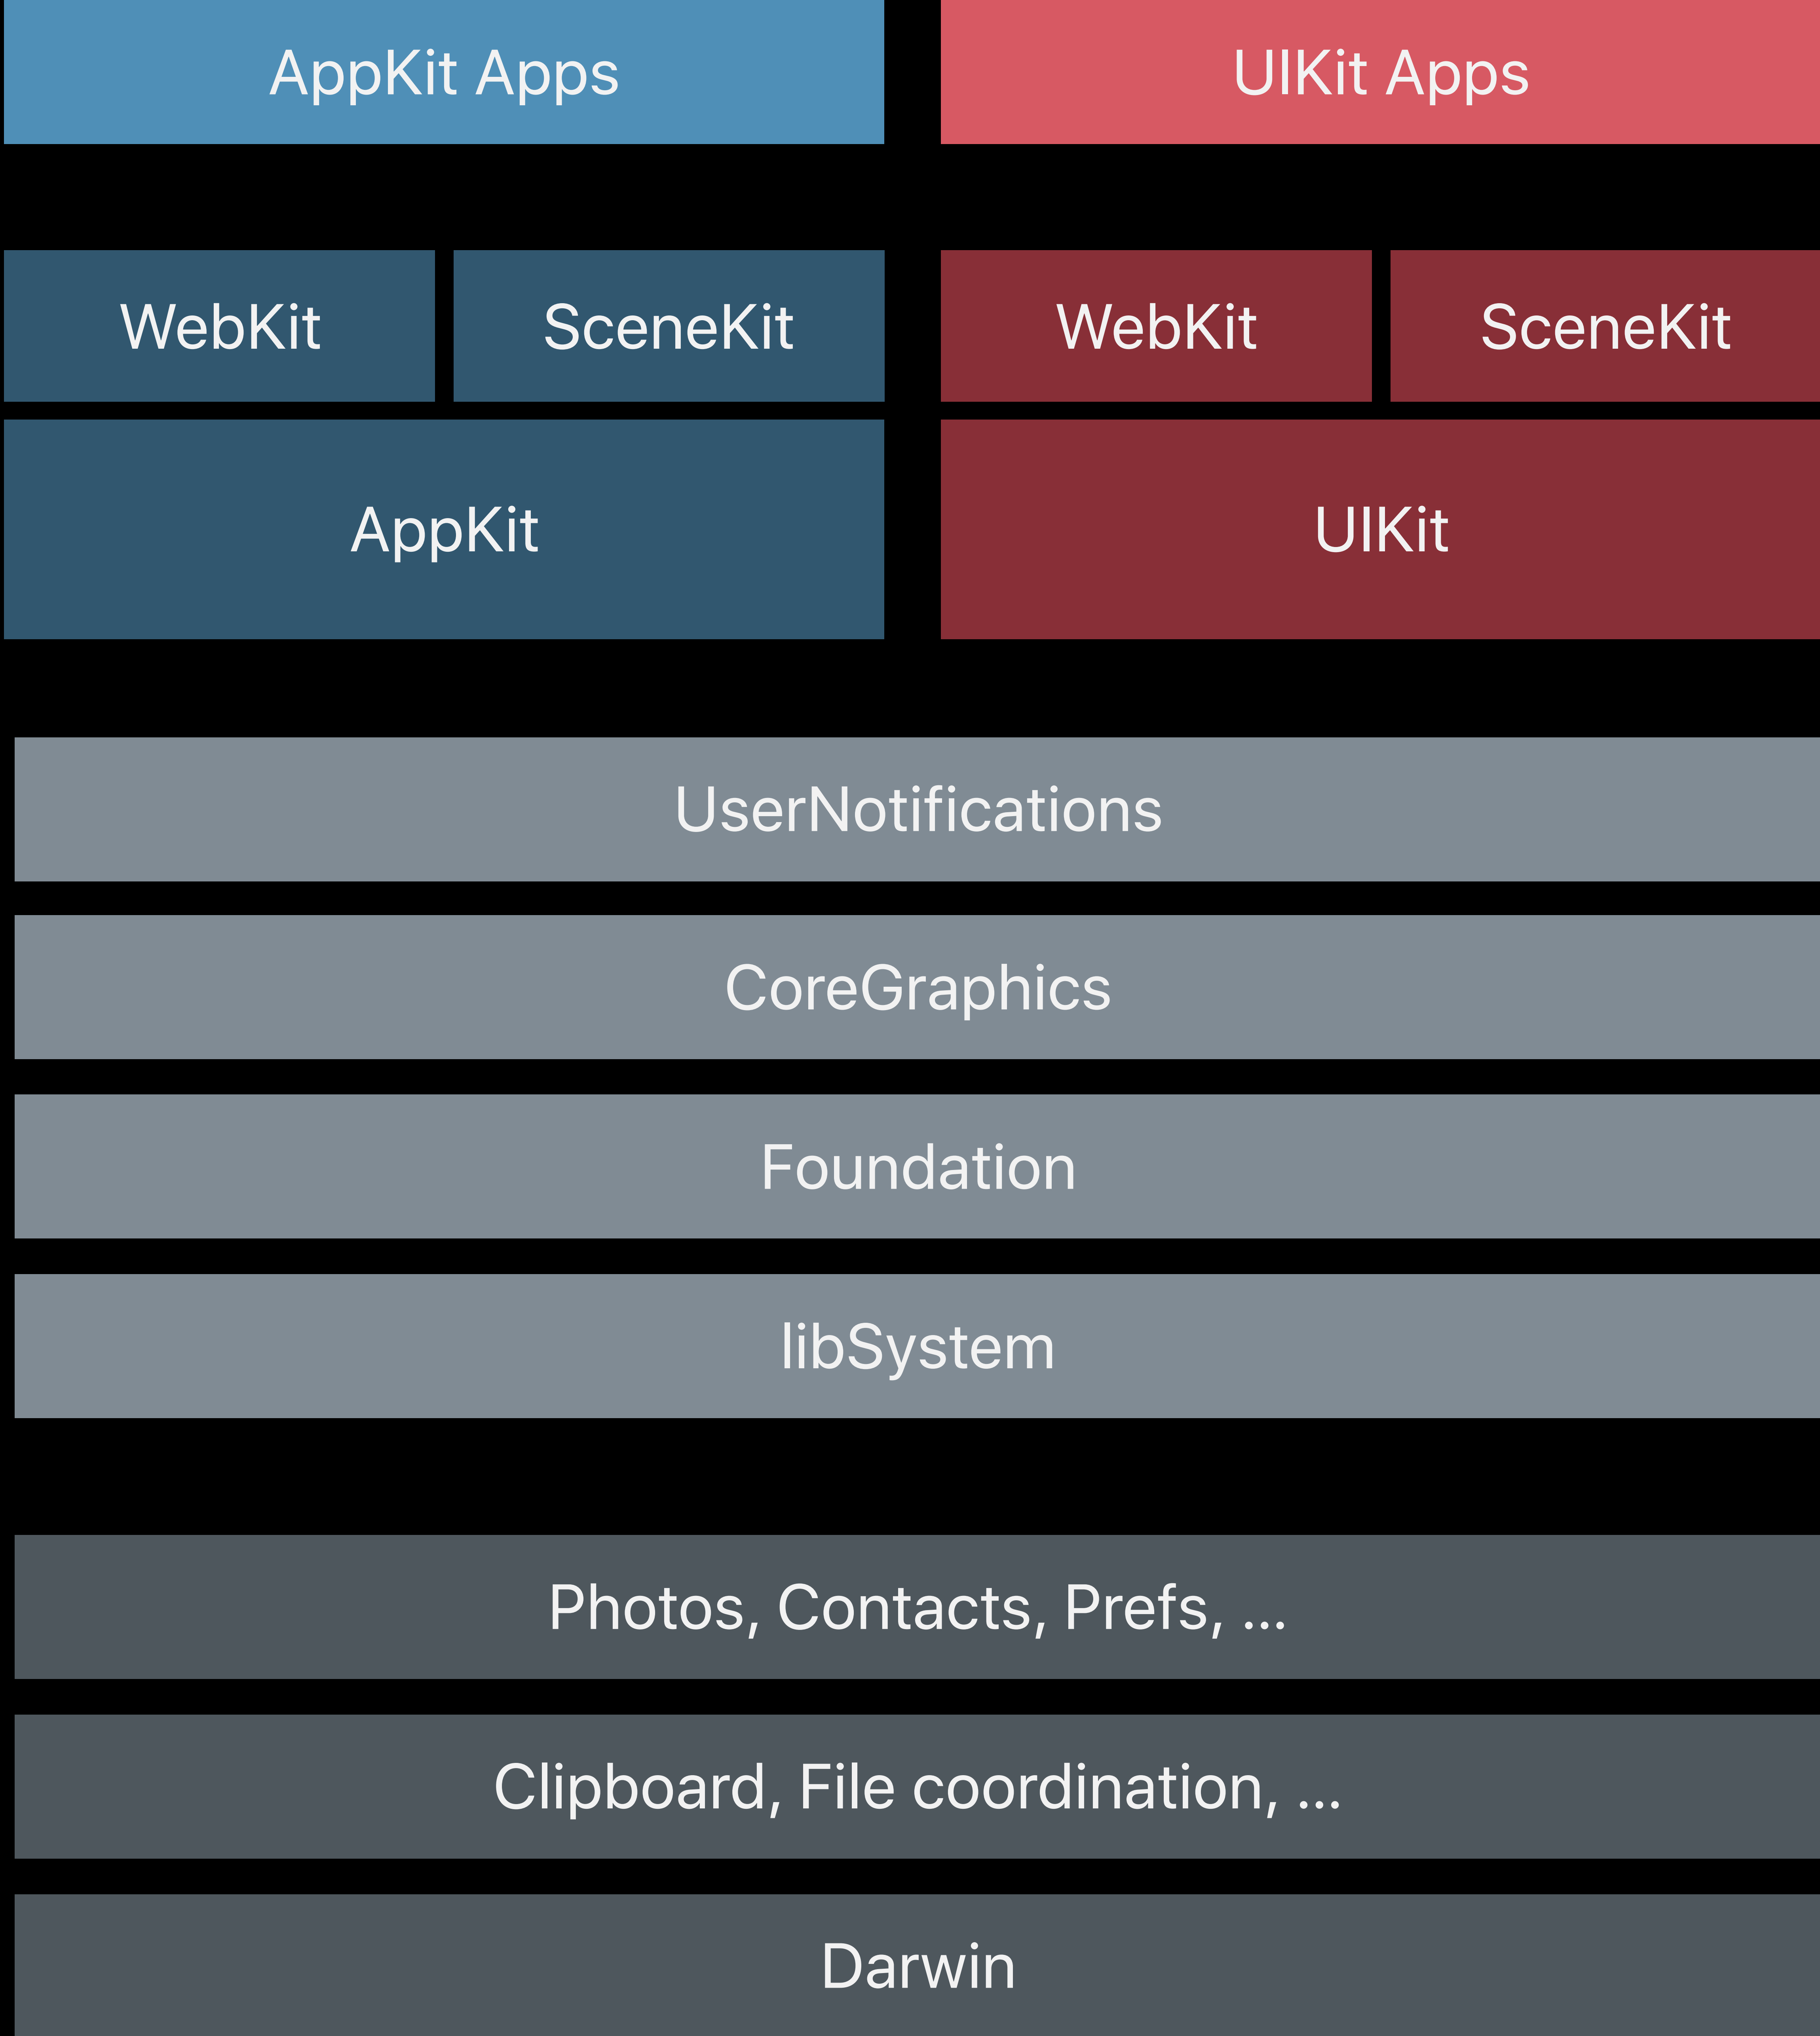 AppKit Apps
UIKit Apps
WebKit
SceneKit
WebKit
SceneKit
AppKit
UIKit
UserNotifications
CoreGraphics
Foundation
libSystem
Photos, Contacts, Prefs, ...
Clipboard, File coordination, ...
Darwin